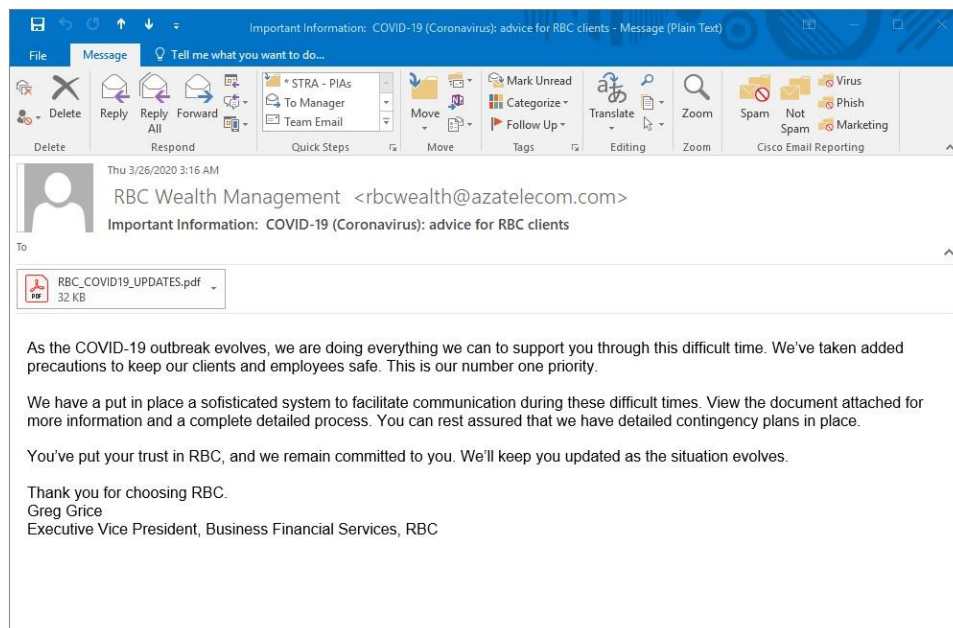 Important Information: COVID-19 (Coronavirus): advice for RBC clients - Message (Plain Text)
File Message Tell me what you want to do...
Delete
Reply
Reply All
Forward
* STRA - PIAs
To Manager
Team Email
Move
Mark Unread
Categorize
Follow Up
Translate
Zoom
Spam
Not Spam
Virus
Phish
Marketing
Delete Respond Quick Steps Move Tags Editing Zoom Cisco Email Reporting
Thu 3/26/2020 3:16 AM
RBC Wealth Management <rbcwealth@azatelecom.com>
Important Information: COVID-19 (Coronavirus): advice for RBC clients
To
PDF
RBC_COVID19_UPDATES.pdf
32 KB
As the COVID-19 outbreak evolves, we are doing everything we can to support you through this difficult time. We've taken added
precautions to keep our clients and employees safe. This is our number one priority.
We have a put in place a sofisticated system to facilitate communication during these difficult times. View the document attached for
more information and a complete detailed process. You can rest assured that we have detailed contingency plans in place.
You've put your trust in RBC, and we remain committed to you. We'll keep you updated as the situation evolves.
Thank you for choosing RBC.
Greg Grice
Executive Vice President, Business Financial Services, RBC